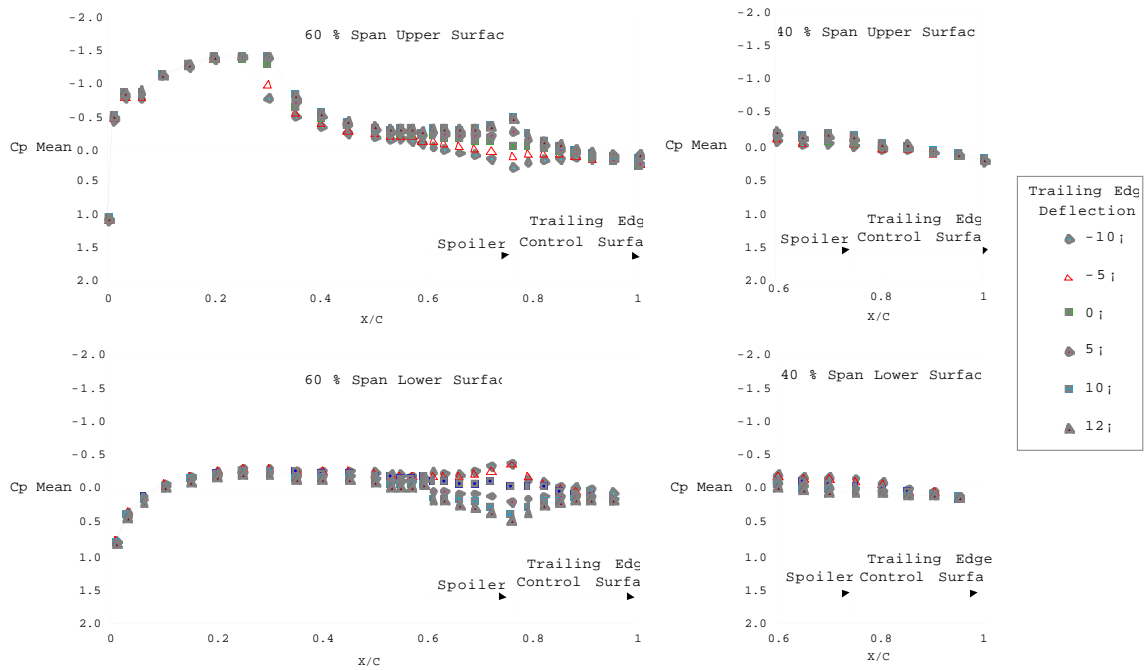 60 % Span Upper Surfac
-2.0
-1.5
-1.0
-0.5
0.0
0.5
1.0
1.5
2.0
Cp Mean
Trailing Edg
Spoiler Control Surfa
0
0.2
0.4
0.6
0.8
1
X/C
40 % Span Upper Surfac
-2.0
-1.5
-1.0
-0.5
0.0
0.5
1.0
1.5
2.0
Cp Mean
Trailing Edg
Spoiler Control Surfa
0.6
0.8
1
X/C
Trailing Edg
Deflection
-10¡
-5¡
0¡
5¡
10¡
12¡
60 % Span Lower Surfac
-2.0
-1.5
-1.0
-0.5
0.0
0.5
1.0
1.5
2.0
Cp Mean
Trailing Edg
Spoiler Control Surfa
0
0.2
0.4
0.6
0.8
1
X/C
40 % Span Lower Surfac
-2.0
-1.5
-1.0
-0.5
0.0
0.5
1.0
1.5
2.0
Cp Mean
Trailing Edge
Spoiler Control Surfa
0.6
0.8
1
X/C